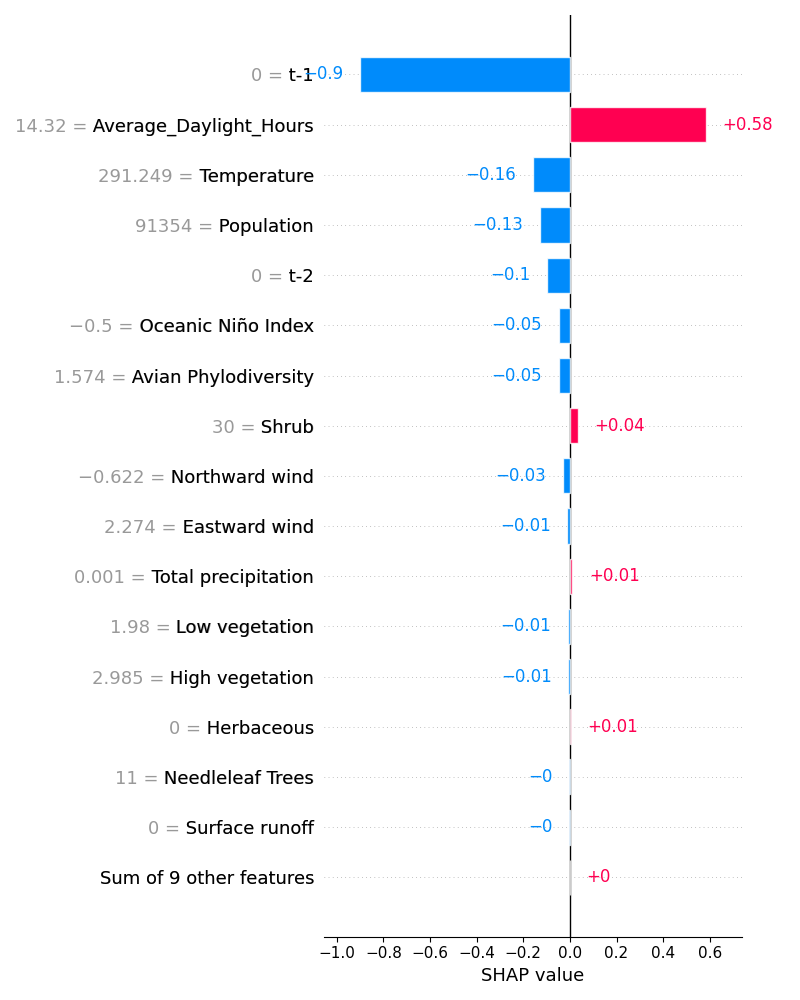 0 = t-1 −0.9
14.32 = Average_Daylight_Hours +0.58
291.249 = Temperature −0.16
91354 = Population −0.13
0 = t-2 −0.1
−0.5 = Oceanic Niño Index −0.05
1.574 = Avian Phylodiversity −0.05
30 = Shrub +0.04
−0.622 = Northward wind −0.03
2.274 = Eastward wind −0.01
0.001 = Total precipitation +0.01
1.98 = Low vegetation −0.01
2.985 = High vegetation −0.01
0 = Herbaceous +0.01
11 = Needleleaf Trees −0
0 = Surface runoff −0
Sum of 9 other features +0
−1.0 −0.8 −0.6 −0.4 −0.2 0.0 0.2 0.4 0.6
SHAP value